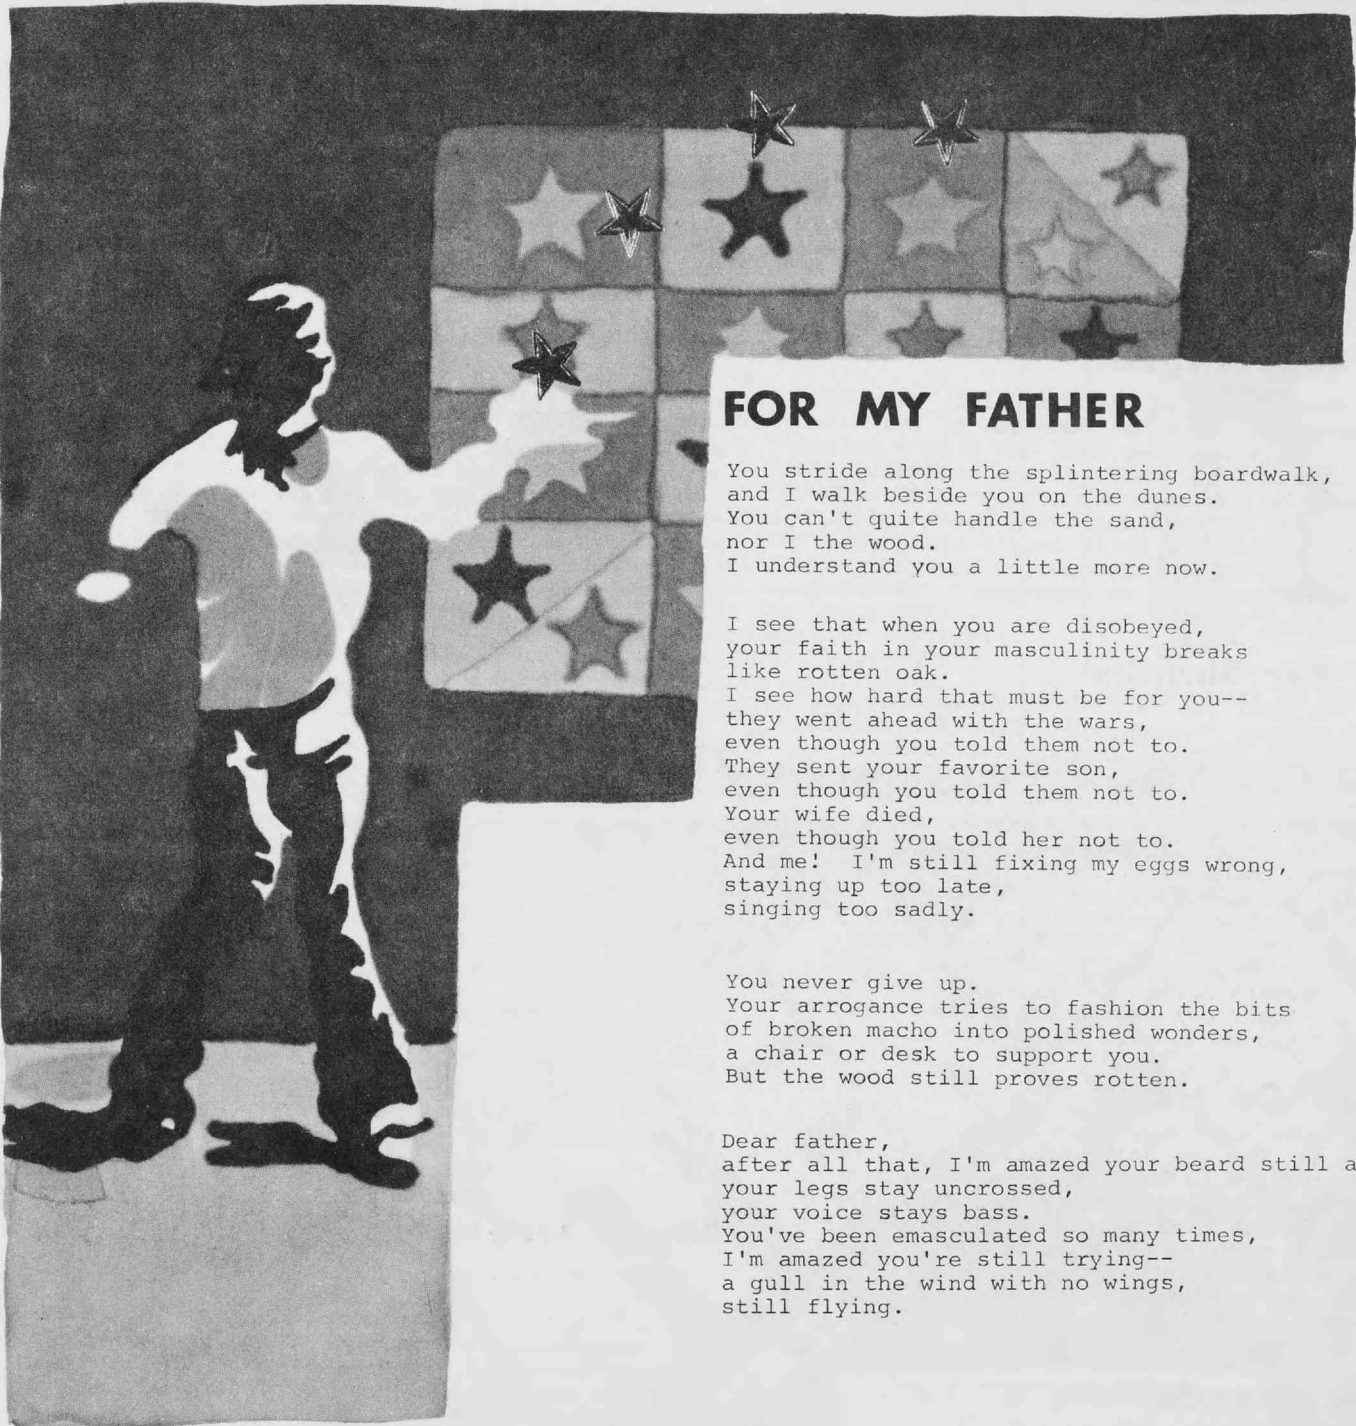 FOR MY FATHER
You stride along the splintering boardwalk,
and I walk beside you on the dunes.
You can't quite handle the sand,
nor I the wood.
I understand you a little more now.
I see that when you are disobeyed,
your faith in your masculinity breaks
like rotten oak.
I see how hard that must be for you--
they went ahead with the wars,
even though you told them not to.
They sent your favorite son,
even though you told them not to.
Your wife died,
even though you told her not to.
And me! I'm still fixing my eggs wrong,
staying up too late,
singing too sadly.
You never give up.
Your arrogance tries to fashion the bits
of broken macho into polished wonders,
a chair or desk to support you.
But the wood still proves rotten.
Dear father,
after all that, I'm amazed your beard still
your legs stay uncrossed,
your voice stays bass.
You've been emasculated so many times,
I'm amazed you're still trying--
a gull in the wind with no wings,
still flying.